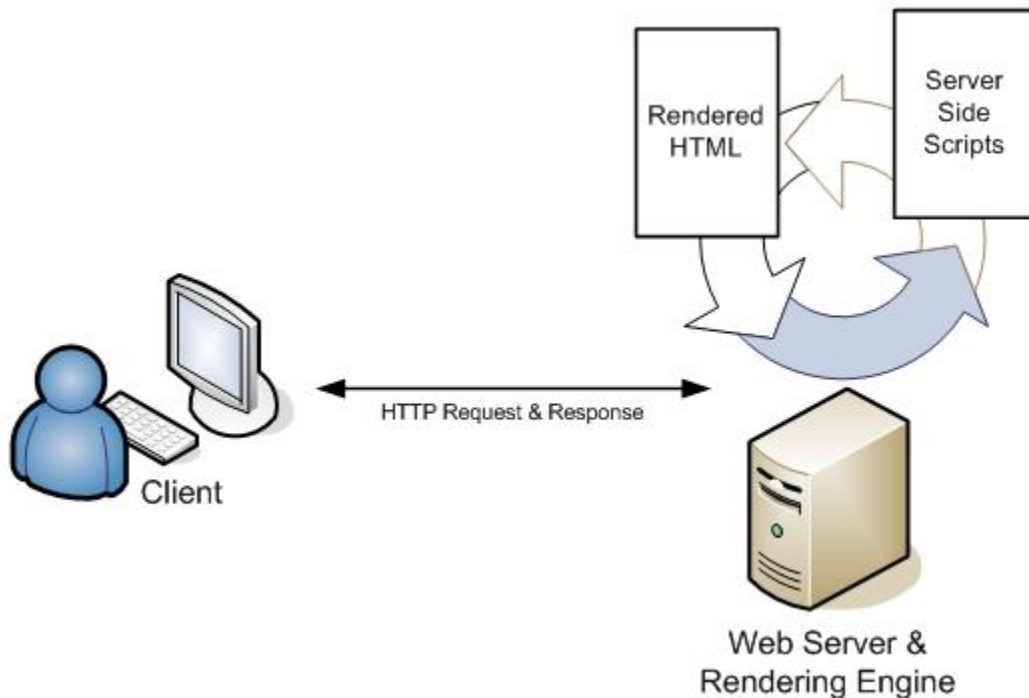 Rendered
HTML
Server
Side
Scripts
HTTP Request & Response
Client
Web Server &
Rendering Engine